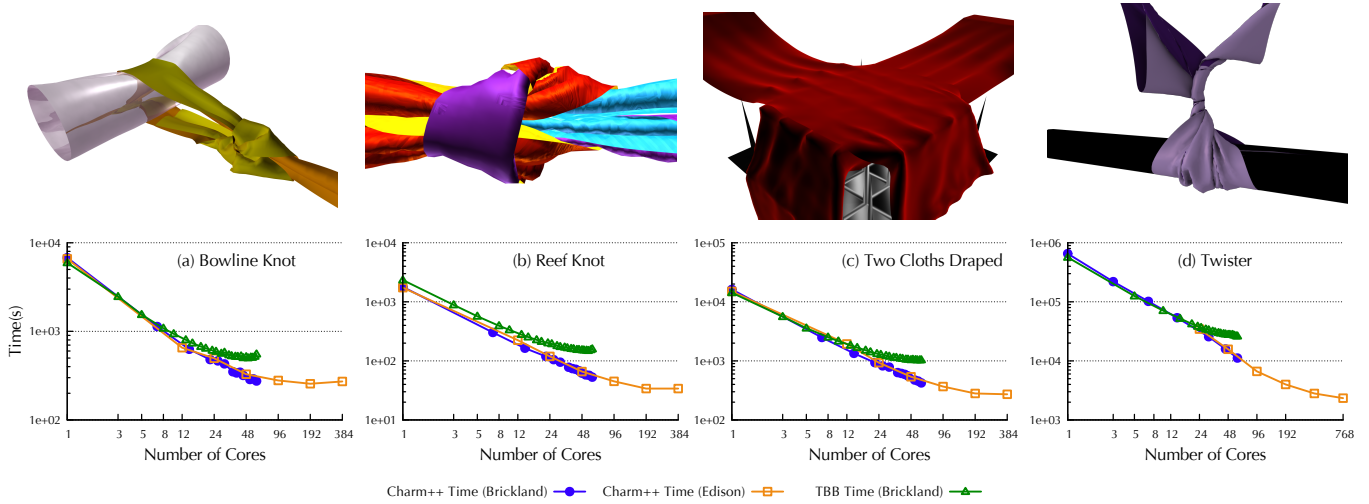 (a) Bowline Knot
1e+04
1e+03
1e+02
Time(s)
1 3 5 8 12 24 48 96 192 384
Number of Cores
(b) Reef Knot
1e+04
1e+03
1e+02
1e+01
1 3 5 8 12 24 48 96 192 384
Number of Cores
(c) Two Cloths Draped
1e+05
1e+04
1e+03
1e+02
1 3 5 8 12 24 48 96 192 384
Number of Cores
(d) Twister
1e+06
1e+05
1e+04
1e+03
1 3 5 8 12 24 48 96 192 768
Number of Cores
Charm++ Time (Brickland) Charm++ Time (Edison) TBB Time (Brickland)